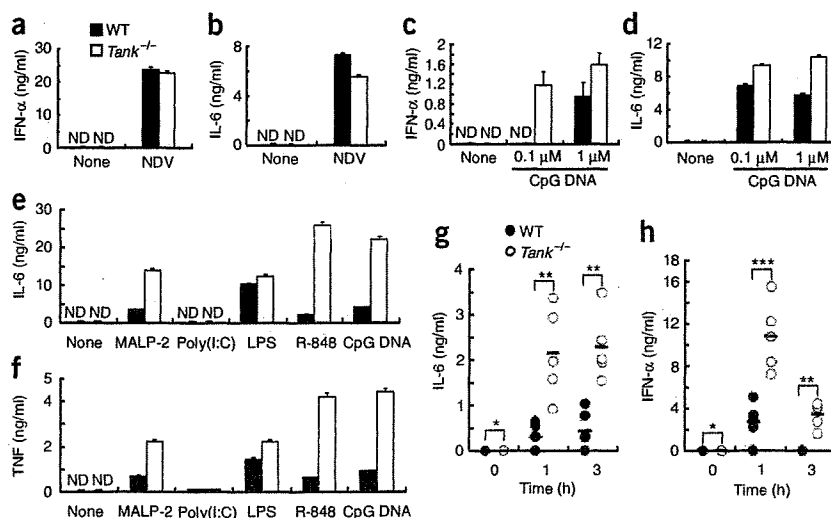 a
WT
Tank−/−
IFN-α (ng/ml)
30
20
10
0
ND ND
None
NDV
b
IL-6 (ng/ml)
8
4
0
ND ND
None
NDV
c
IFN-α (ng/ml)
2
1.6
1.2
0.8
0.4
0
ND ND
ND
None
0.1 µM
1 µM
CpG DNA
d
IL-6 (ng/ml)
12
8
4
0
None
0.1 µM
1 µM
CpG DNA
e
IL-6 (ng/ml)
30
20
10
0
ND ND
ND ND
None
MALP-2
Poly(I:C)
LPS
R-848
CpG DNA
f
TNF (ng/ml)
6
4
2
0
ND ND
None
MALP-2
Poly(I:C)
LPS
R-848
CpG DNA
g
WT
Tank−/−
IL-6 (ng/ml)
4
3
2
1
0
*
**
**
0
1
3
Time (h)
h
IFN-α (ng/ml)
18
16
12
8
4
0
*
***
**
0
1
3
Time (h)